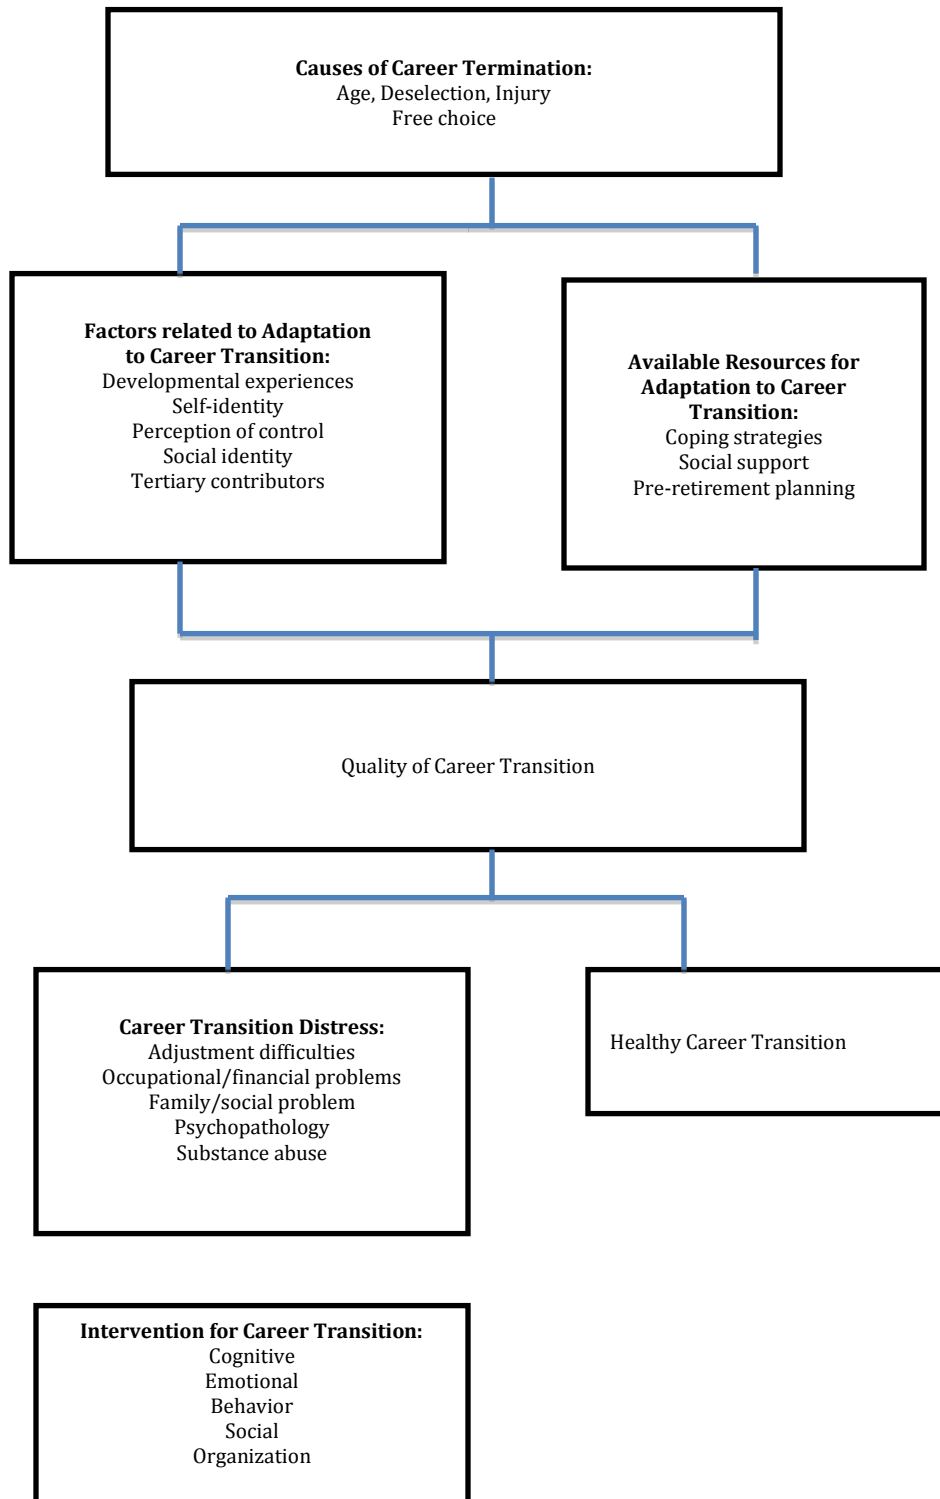 Causes of Career Termination:
Age, Deselection, Injury
Free choice
Factors related to Adaptation
to Career Transition:
Developmental experiences
Self-identity
Perception of control
Social identity
Tertiary contributors
Available Resources for
Adaptation to Career
Transition:
Coping strategies
Social support
Pre-retirement planning
Quality of Career Transition
Career Transition Distress:
Adjustment difficulties
Occupational/financial problems
Family/social problem
Psychopathology
Substance abuse
Healthy Career Transition
Intervention for Career Transition:
Cognitive
Emotional
Behavior
Social
Organization